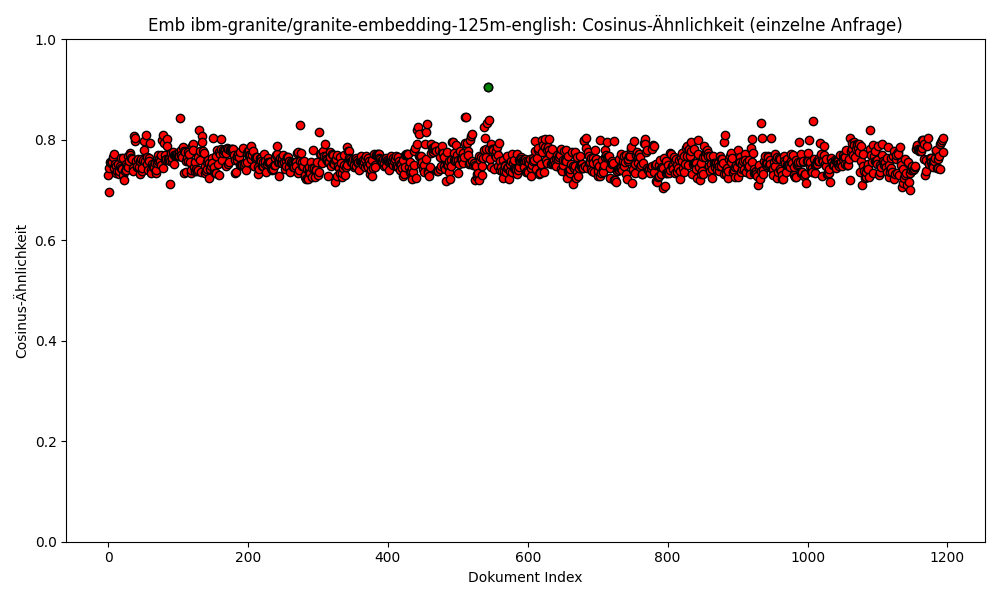 Emb ibm-granite/granite-embedding-125m-english: Cosinus-Ähnlichkeit (einzelne Anfrage)
1.0
0.8
0.6
0.4
0.2
0.0
Cosinus-Ähnlichkeit
0 200 400 600 800 1000 1200
Dokument Index